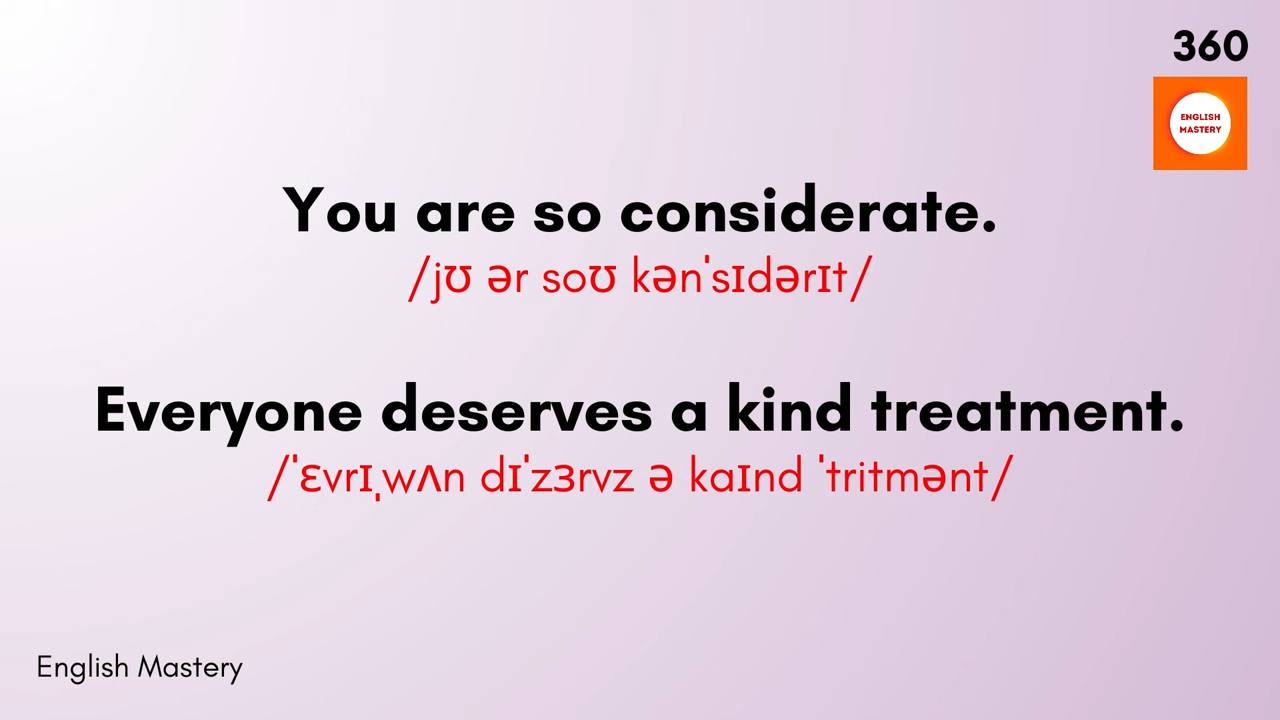 360
ENGLISH
MASTERY
You are so considerate.
/jʊ ər soʊ kənˈsɪdərɪt/
Everyone deserves a kind treatment.
/ˈɛvrɪˌwʌn dɪˈzɜrvz ə kaɪnd ˈtritmənt/
English Mastery